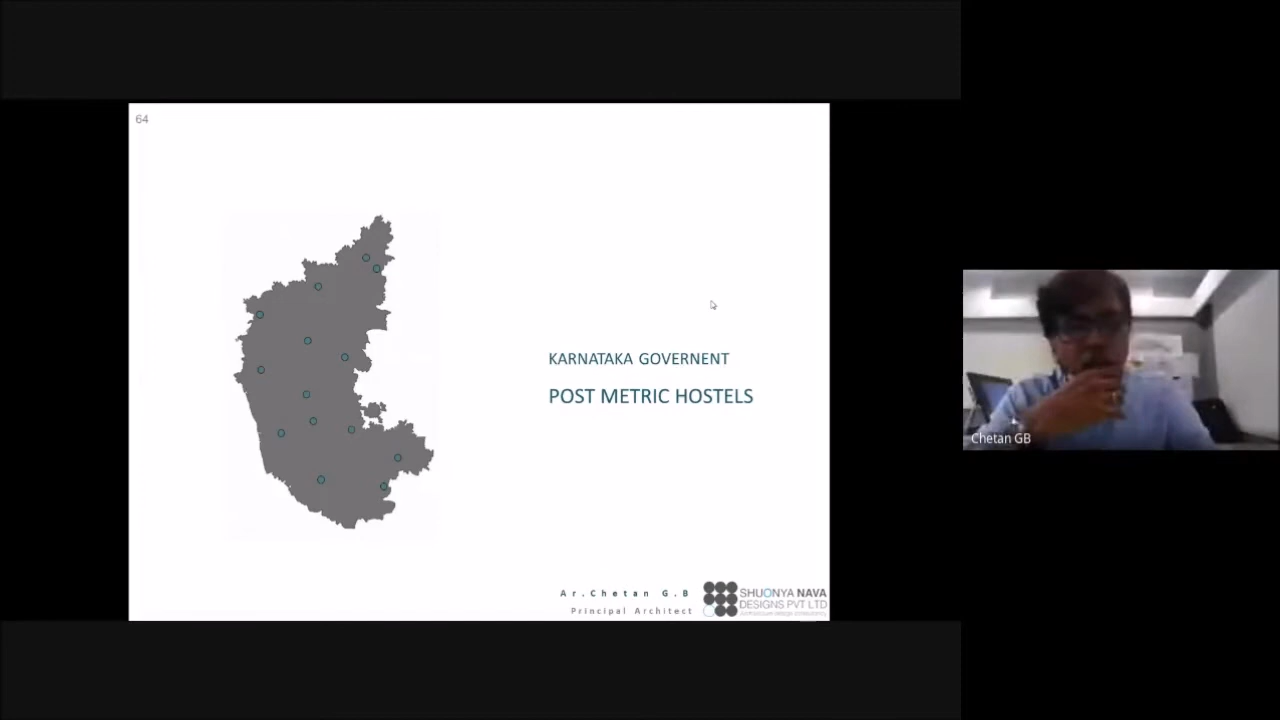 64
KARNATAKA GOVERNENT
POST METRIC HOSTELS
Ar.Chetan G.B
Principal Architect
SHUONYA NAVA
DESIGNS PVT LTD
Chetan GB